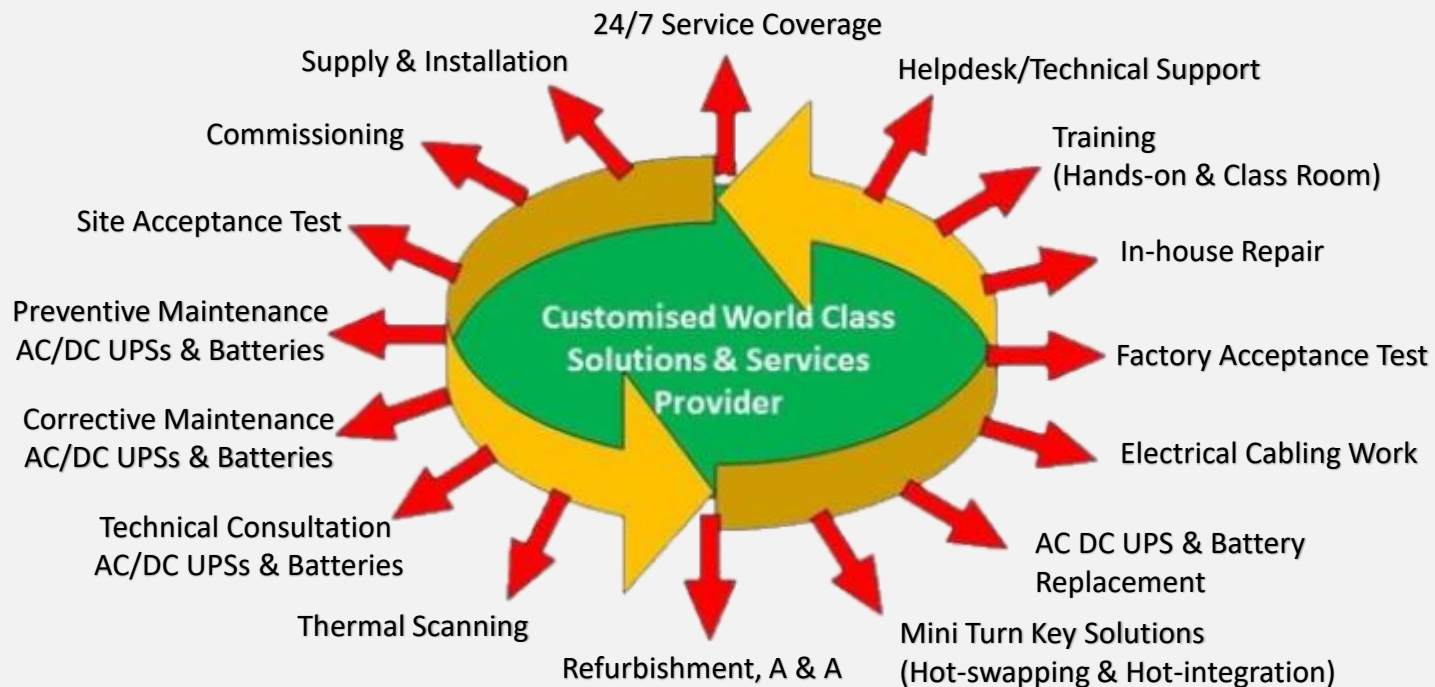 24/7 Service Coverage
Supply & Installation
Helpdesk/Technical Support
Commissioning
Training
(Hands-on & Class Room)
Site Acceptance Test
In-house Repair
Preventive Maintenance
AC/DC UPSs & Batteries
Customised World Class
Solutions & Services
Provider
Factory Acceptance Test
Corrective Maintenance
AC/DC UPSs & Batteries
Electrical Cabling Work
Technical Consultation
AC/DC UPSs & Batteries
AC DC UPS & Battery
Replacement
Thermal Scanning
Mini Turn Key Solutions
(Hot-swapping & Hot-integration)
Refurbishment, A & A